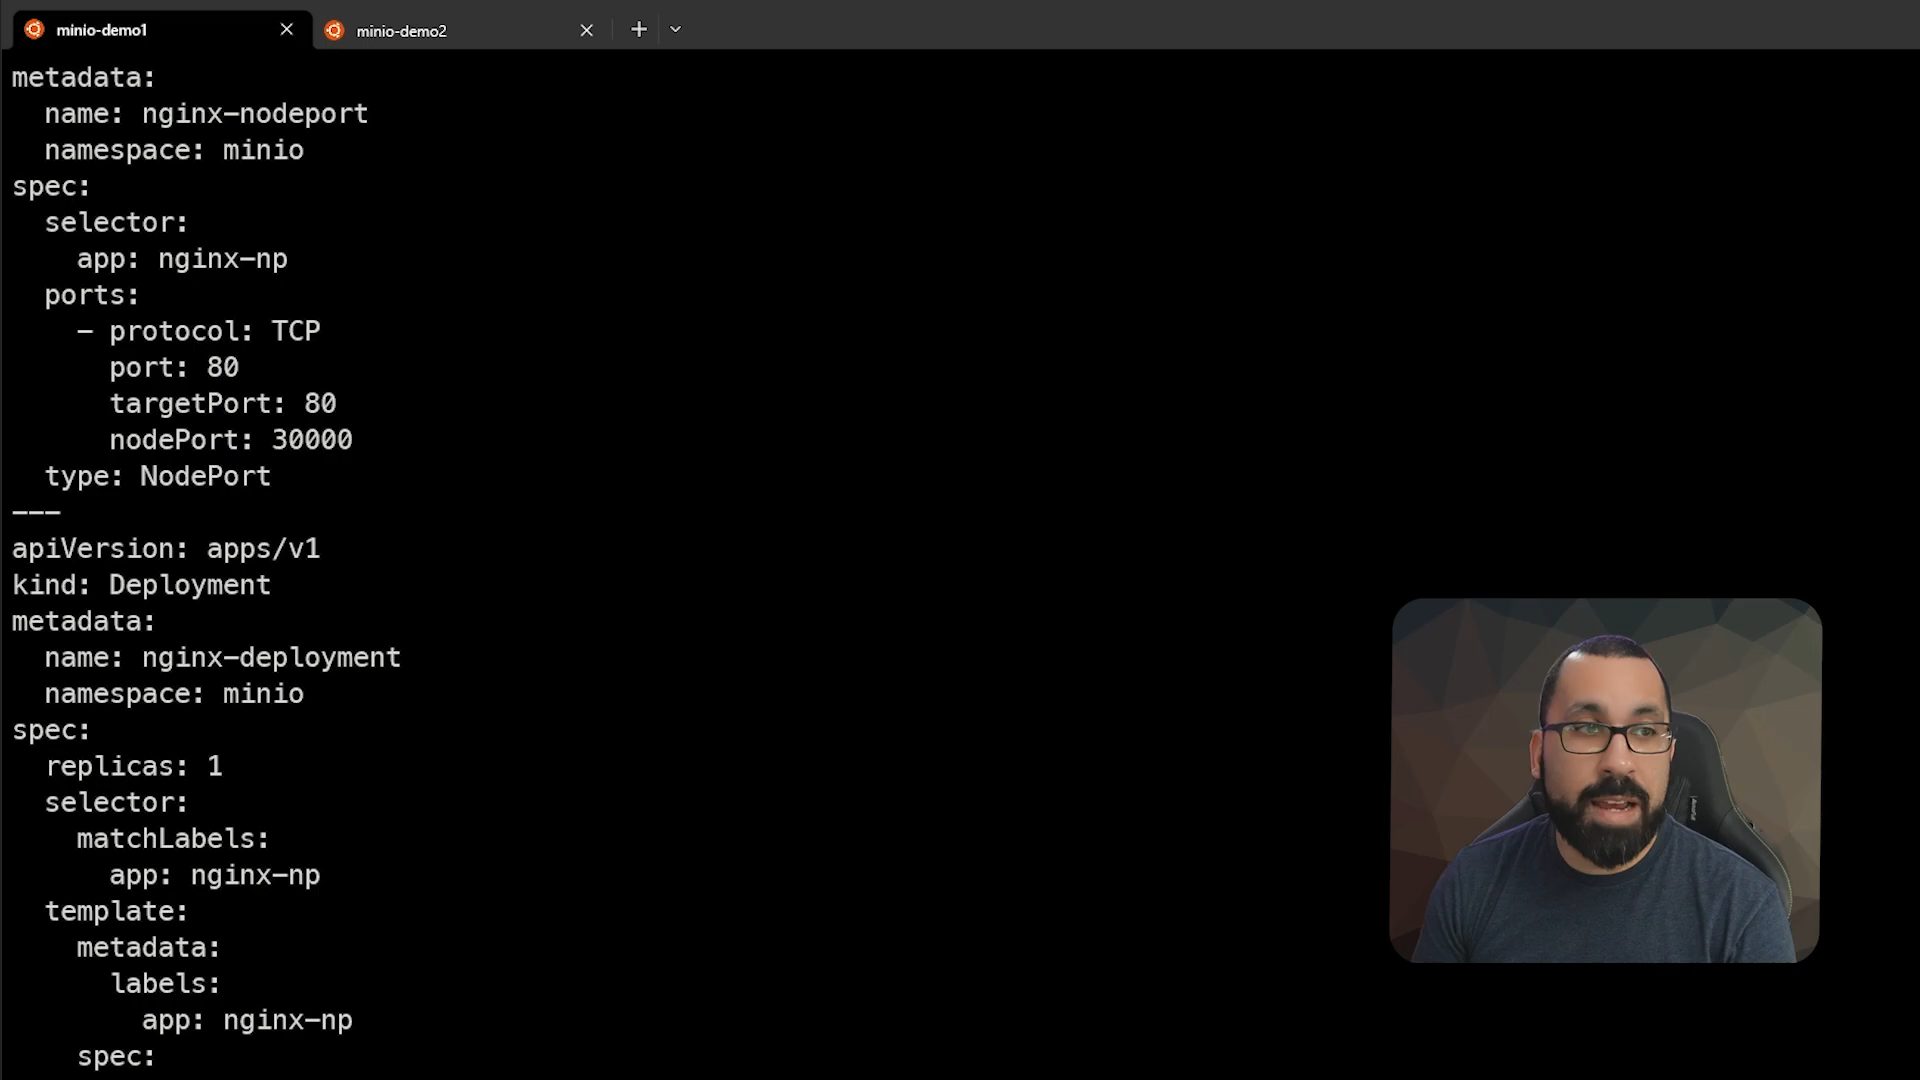 minio-demo1
minio-demo2
metadata:
  name: nginx-nodeport
  namespace: minio
spec:
  selector:
    app: nginx-np
  ports:
    - protocol: TCP
      port: 80
      targetPort: 80
      nodePort: 30000
  type: NodePort
---
apiVersion: apps/v1
kind: Deployment
metadata:
  name: nginx-deployment
  namespace: minio
spec:
  replicas: 1
  selector:
    matchLabels:
      app: nginx-np
  template:
    metadata:
      labels:
        app: nginx-np
    spec: